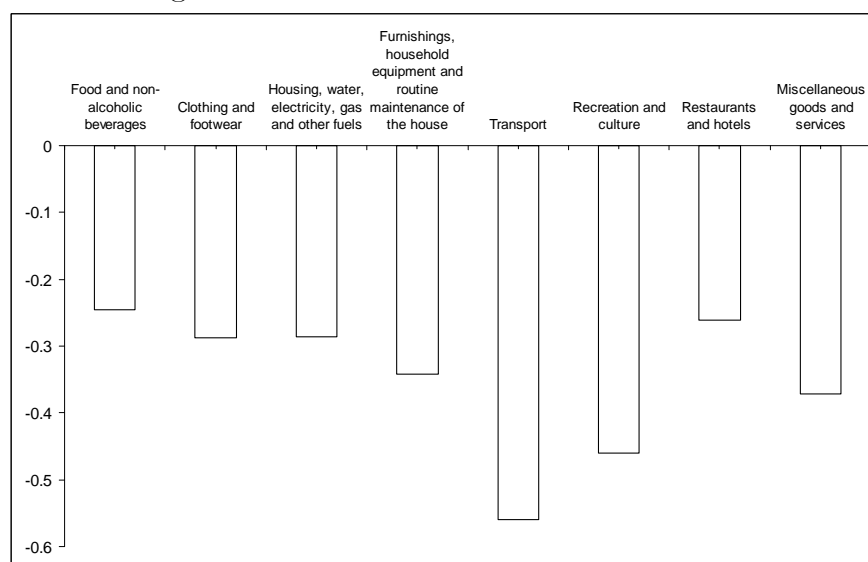 Food and non-
alcoholic
beverages
Clothing and
footwear
Housing, water,
electricity, gas
and other fuels
Furnishings,
household
equipment and
routine
maintenance of
the house
Transport
Recreation and
culture
Restaurants
and hotels
Miscellaneous
goods and
services
0
-0.1
-0.2
-0.3
-0.4
-0.5
-0.6